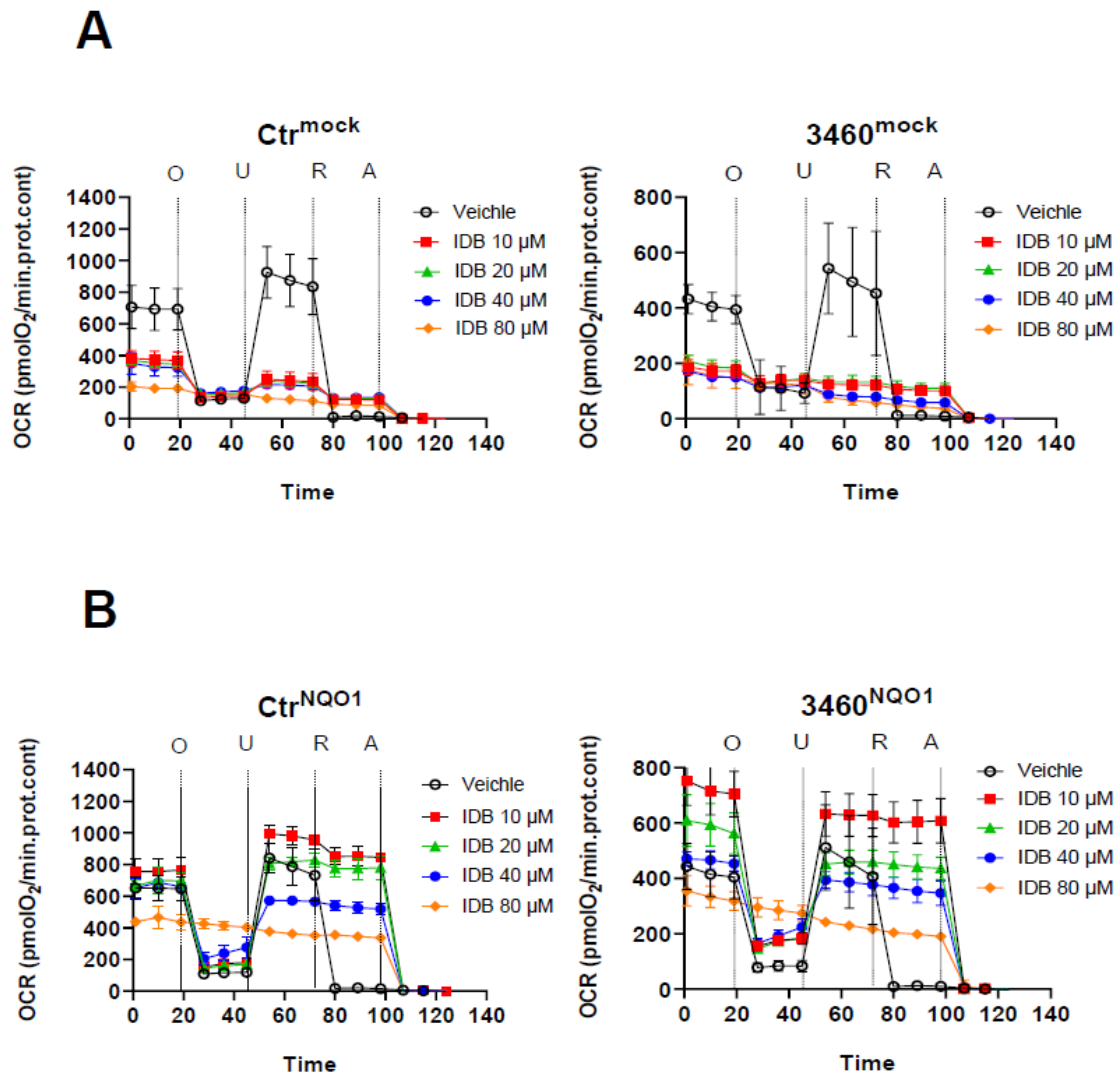 A
Ctr^mock
O U R A
OCR (pmolO₂/min.prot.cont)
1400
1200
1000
800
600
400
200
0
0 20 40 60 80 100 120 140
Time
Veichle
IDB 10 µM
IDB 20 µM
IDB 40 µM
IDB 80 µM
3460^mock
O U R A
OCR (pmolO₂/min.prot.cont)
800
600
400
200
0
0 20 40 60 80 100 120 140
Time
Veichle
IDB 10 µM
IDB 20 µM
IDB 40 µM
IDB 80 µM
B
Ctr^NQO1
O U R A
OCR (pmolO₂/min.prot.cont)
1400
1200
1000
800
600
400
200
0
0 20 40 60 80 100 120 140
Time
Veichle
IDB 10 µM
IDB 20 µM
IDB 40 µM
IDB 80 µM
3460^NQO1
O U R A
OCR (pmolO₂/min.prot.cont)
800
600
400
200
0
0 20 40 60 80 100 120 140
Time
Veichle
IDB 10 µM
IDB 20 µM
IDB 40 µM
IDB 80 µM